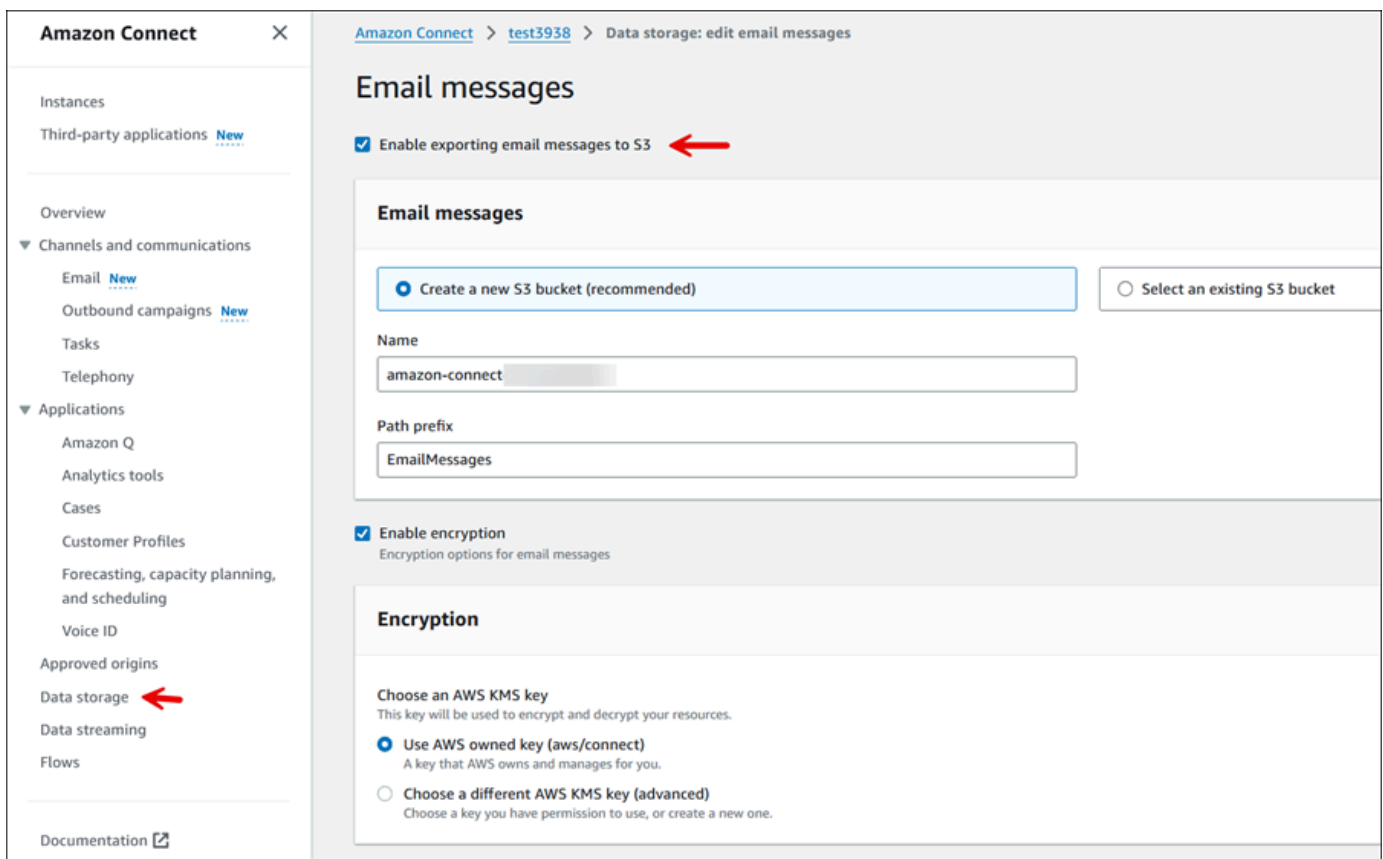 Amazon Connect
Instances
Third-party applications New
Overview
Channels and communications
Email New
Outbound campaigns New
Tasks
Telephony
Applications
Amazon Q
Analytics tools
Cases
Customer Profiles
Forecasting, capacity planning,
and scheduling
Voice ID
Approved origins
Data storage
Data streaming
Flows
Documentation
Amazon Connect > test3938 > Data storage: edit email messages
Email messages
Enable exporting email messages to S3
Email messages
Create a new S3 bucket (recommended)
Select an existing S3 bucket
Name
amazon-connect
Path prefix
EmailMessages
Enable encryption
Encryption options for email messages
Encryption
Choose an AWS KMS key
This key will be used to encrypt and decrypt your resources.
Use AWS owned key (aws/connect)
A key that AWS owns and manages for you.
Choose a different AWS KMS key (advanced)
Choose a key you have permission to use, or create a new one.